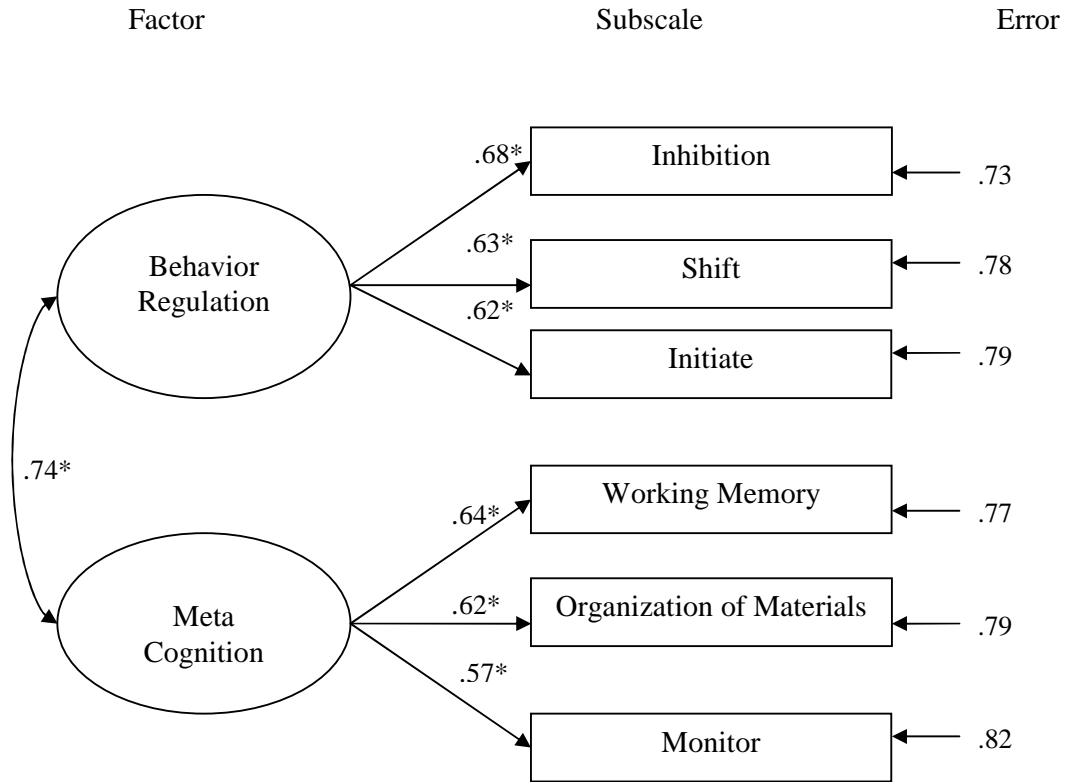 Factor
Subscale
Error
.68*
Inhibition
.73
Behavior
Regulation
.63*
Shift
.78
.62*
Initiate
.79
.74*
.64*
Working Memory
.77
Meta
Cognition
.62*
Organization of Materials
.79
.57*
Monitor
.82